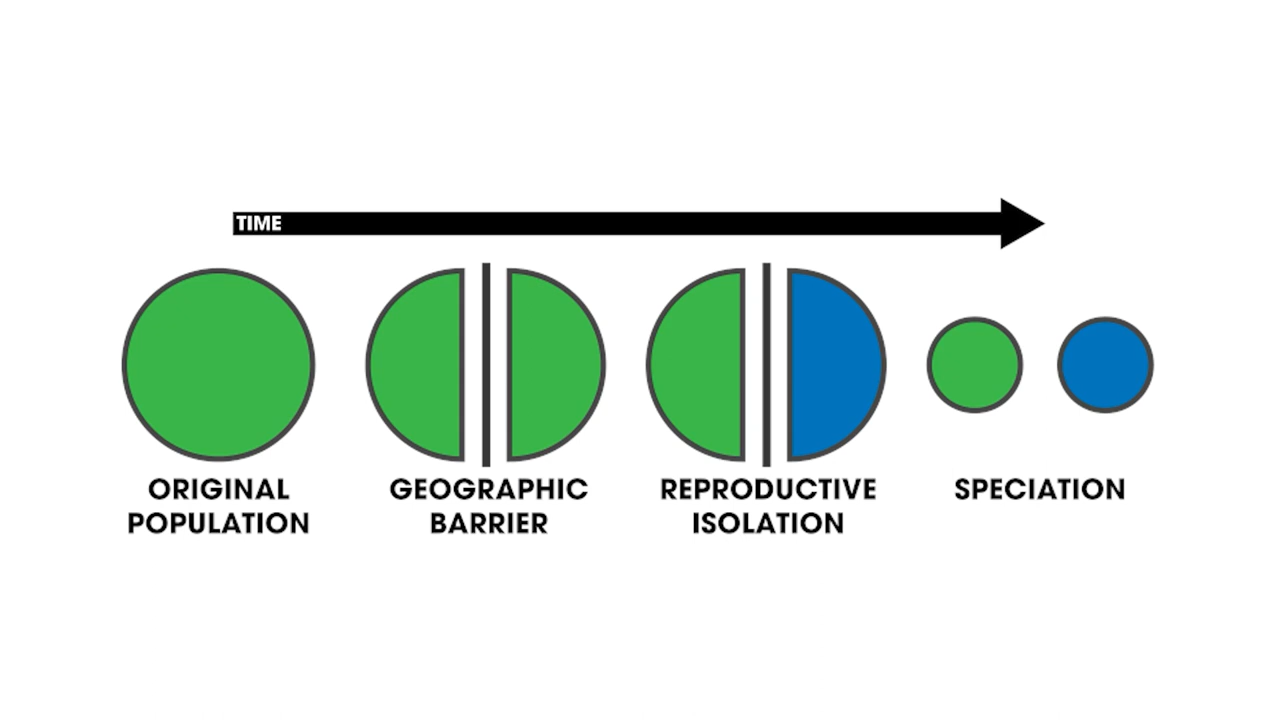 TIME
ORIGINAL
POPULATION
GEOGRAPHIC
BARRIER
REPRODUCTIVE
ISOLATION
SPECIATION